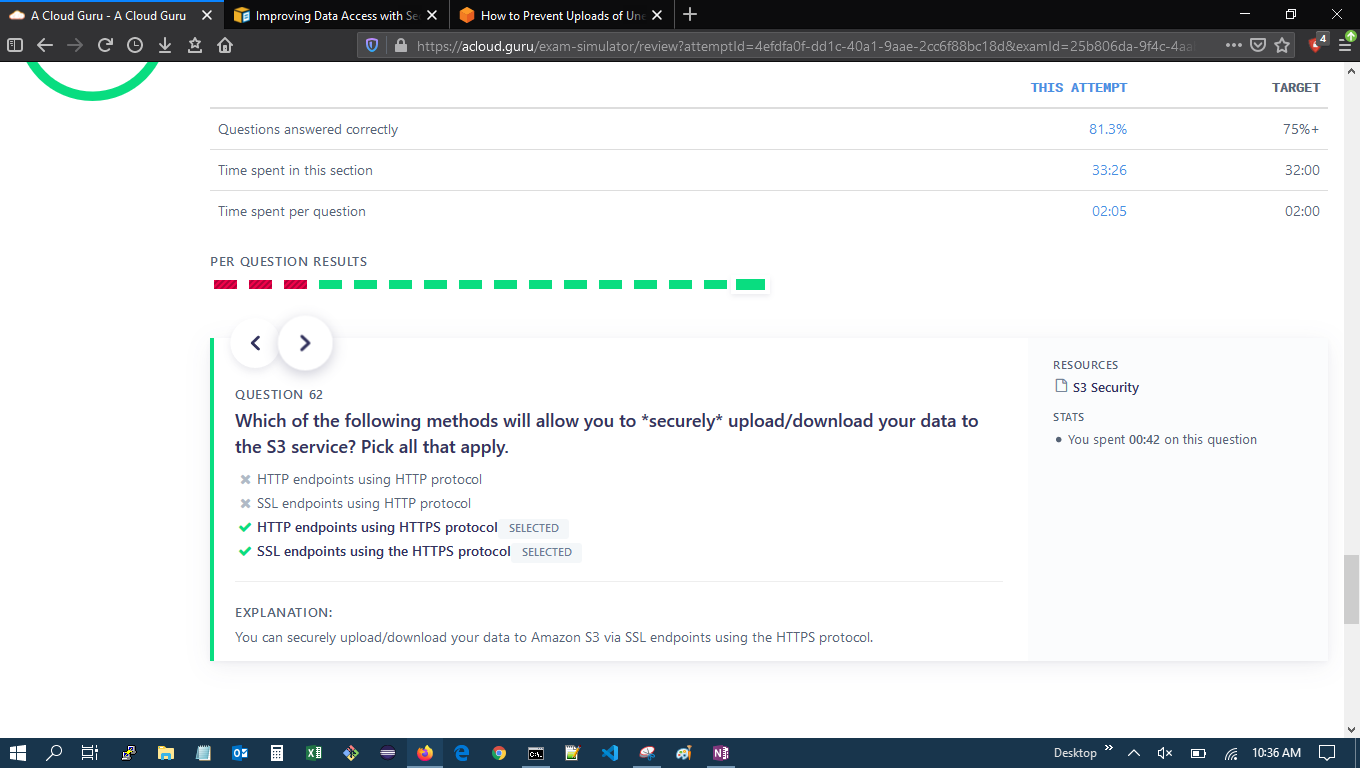 A Cloud Guru - A Cloud Guru
Improving Data Access with Se
How to Prevent Uploads of Une
https://acloud.guru/exam-simulator/review?attemptId=4efdfa0f-dd1c-40a1-9aae-2cc6f88bc18d&examId=25b806da-9f4c-4aa
4
THIS ATTEMPT TARGET
Questions answered correctly 81.3% 75%+
Time spent in this section 33:26 32:00
Time spent per question 02:05 02:00
PER QUESTION RESULTS
QUESTION 62
Which of the following methods will allow you to *securely* upload/download your data to
the S3 service? Pick all that apply.
HTTP endpoints using HTTP protocol
SSL endpoints using HTTP protocol
HTTP endpoints using HTTPS protocol SELECTED
SSL endpoints using the HTTPS protocol SELECTED
EXPLANATION:
You can securely upload/download your data to Amazon S3 via SSL endpoints using the HTTPS protocol.
RESOURCES
S3 Security
STATS
• You spent 00:42 on this question
Desktop
10:36 AM